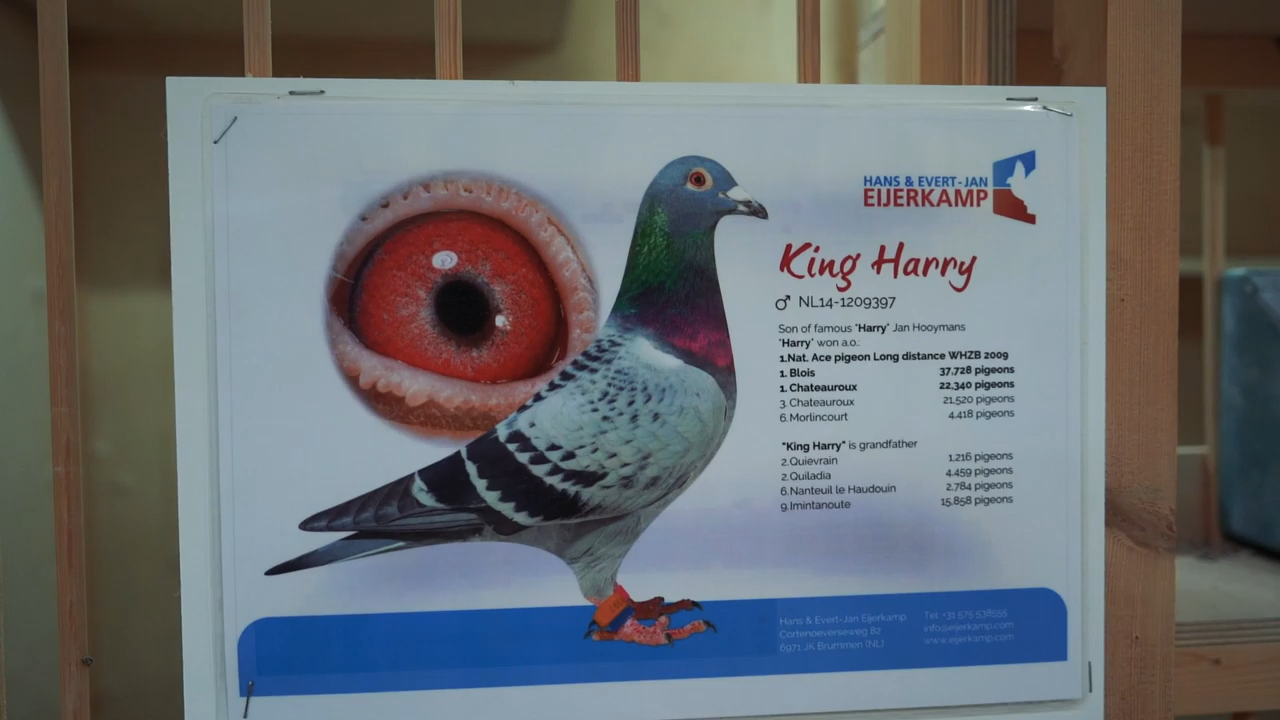 HANS & EVERT-JAN
EIJERKAMP
King Harry
♂ NL14-1209397
Son of famous "Harry" Jan Hooymans
"Harry" won a.o.:
1.Nat. Ace pigeon Long distance WHZB 2009
1. Blois 37.728 pigeons
1. Chateauroux 22.340 pigeons
3. Chateauroux 21.520 pigeons
6. Morlincourt 4.418 pigeons
"King Harry" is grandfather
2.Quievrain 1.216 pigeons
2.Quiladia 4.459 pigeons
6.Nanteuil le Haudouin 2.784 pigeons
9.Imintanoute 15.858 pigeons
Hans & Evert-Jan Eijerkamp Tel: +31 575 538555
Cortenoeverseweg 82 info@eijerkamp.com
6971 JK Brummen (NL) www.eijerkamp.com